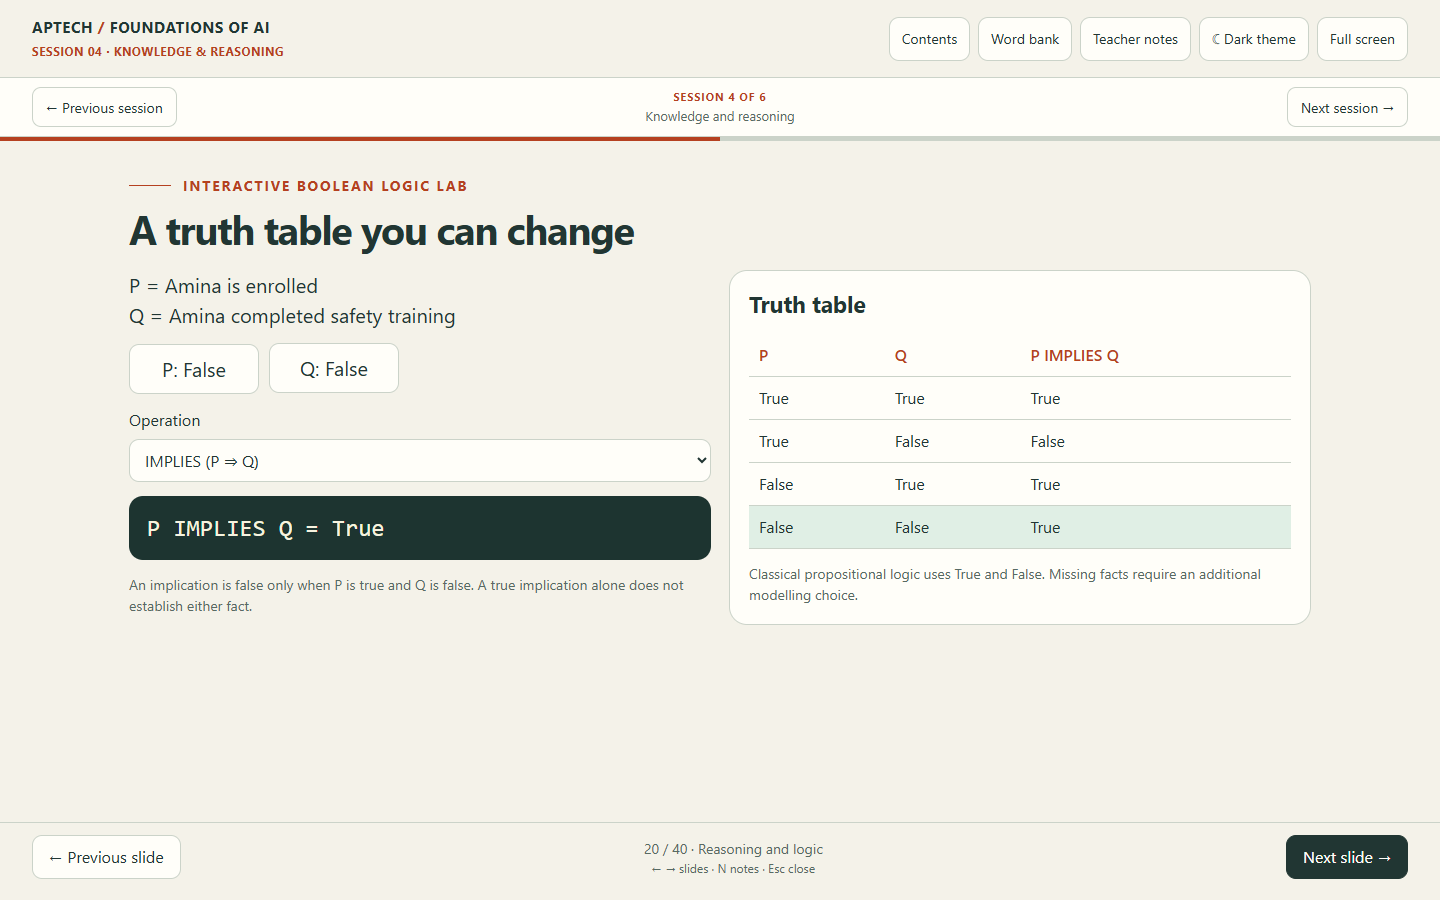 APTECH / FOUNDATIONS OF AI
SESSION 04 · KNOWLEDGE & REASONING
Contents
Word bank
Teacher notes
☾ Dark theme
Full screen
← Previous session
SESSION 4 OF 6
Knowledge and reasoning
Next session →
INTERACTIVE BOOLEAN LOGIC LAB
A truth table you can change
P = Amina is enrolled
Q = Amina completed safety training
P: False
Q: False
Operation
IMPLIES (P ⇒ Q)
P IMPLIES Q = True
An implication is false only when P is true and Q is false. A true implication alone does not
establish either fact.
Truth table
P Q P IMPLIES Q
True True True
True False False
False True True
False False True
Classical propositional logic uses True and False. Missing facts require an additional
modelling choice.
← Previous slide
20 / 40 · Reasoning and logic
← → slides · N notes · Esc close
Next slide →